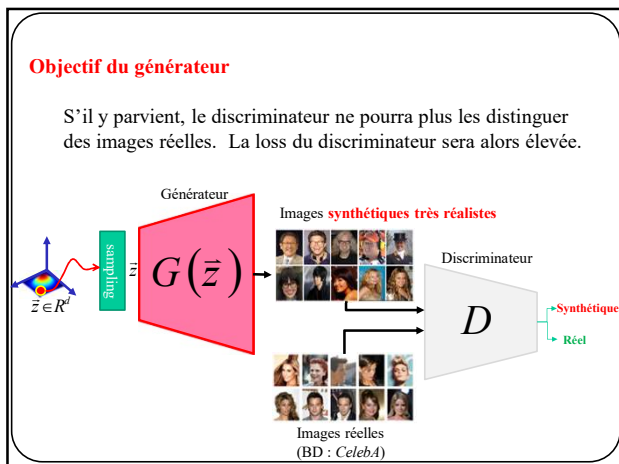 Objectif du générateur
S'il y parvient, le discriminateur ne pourra plus les distinguer
des images réelles. La loss du discriminateur sera alors élevée.
Générateur
Images synthétiques très réalistes
sampling
z⃗
G(z⃗)
z⃗ ∈ R^d
Discriminateur
D
Synthétique
Réel
Images réelles
(BD : CelebA)